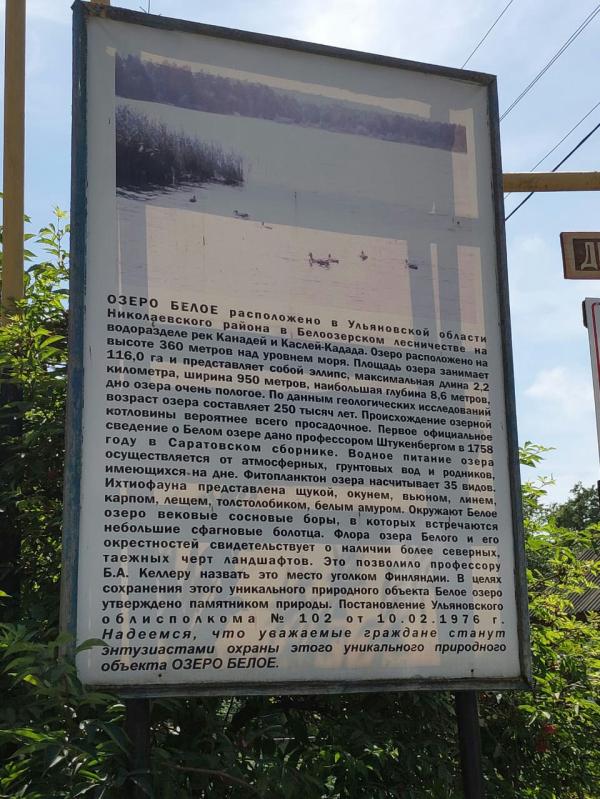 ОЗЕРО БЕЛОЕ расположено в Ульяновской области
Николаевского района в Белоозерском лесничестве на
водоразделе рек Канадей и Каслей-Кадада. Озеро расположено на
высоте 360 метров над уровнем моря. Площадь озера занимает
116,0 га и представляет собой эллипс, максимальная длина 2,2
километра, ширина 950 метров, наибольшая глубина 8,6 метров,
дно озера очень пологое. По данным геологических исследований
возраст озера составляет 250 тысяч лет. Происхождение озерной
котловины вероятнее всего просадочное. Первое официальное
сведение о Белом озере дано профессором Штукенбергом в 1758
году в Саратовском сборнике. Водное питание озера
осуществляется от атмосферных, грунтовых вод и родников,
имеющихся на дне. Фитопланктон озера насчитывает 35 видов.
Ихтиофауна представлена щукой, окунем, вьюном, линем,
карпом, лещем, толстолобиком, белым амуром. Окружают Белое
озеро вековые сосновые боры, в которых встречаются
небольшие сфагновые болотца. Флора озера Белого и его
окрестностей свидетельствует о наличии более северных,
таежных черт ландшафтов. Это позволило профессору
Б.А. Келлеру назвать это место уголком Финляндии. В целях
сохранения этого уникального природного объекта Белое озеро
утверждено памятником природы. Постановление Ульяновского
облисполкома № 102 от 10.02.1976 г.
Надеемся, что уважаемые граждане станут
энтузиастами охраны этого уникального природного
объекта ОЗЕРО БЕЛОЕ.